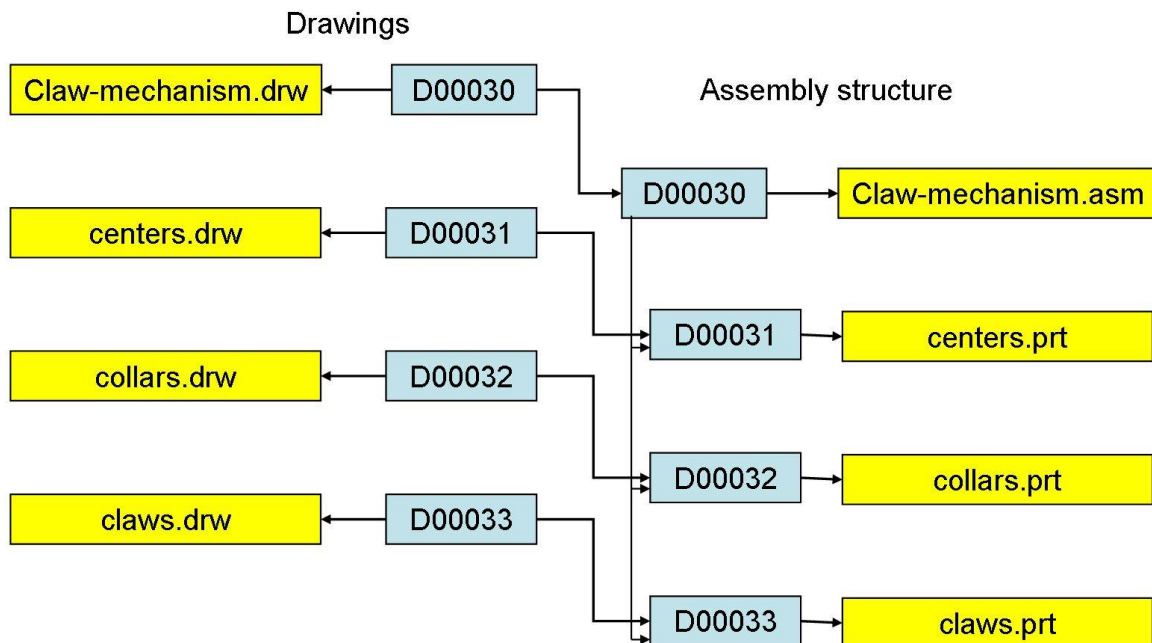 Drawings
Claw-mechanism.drw
D00030
Assembly structure
D00030
Claw-mechanism.asm
centers.drw
D00031
D00031
centers.prt
collars.drw
D00032
D00032
collars.prt
claws.drw
D00033
D00033
claws.prt